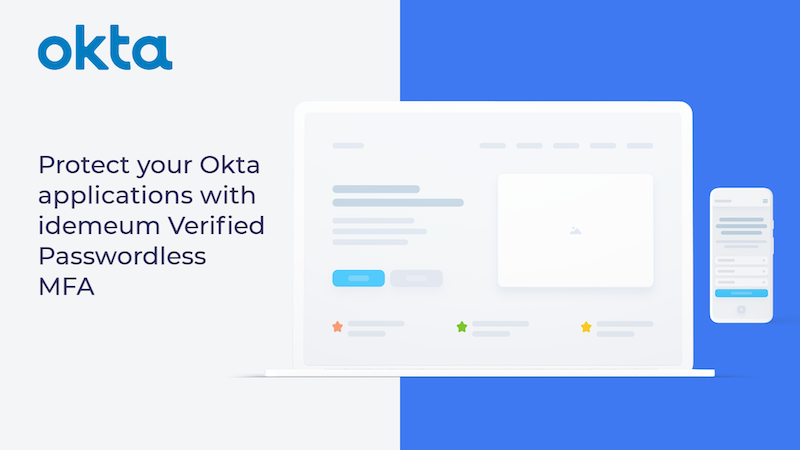 okta
Protect your Okta
applications with
idemeum Verified
Passwordless
MFA